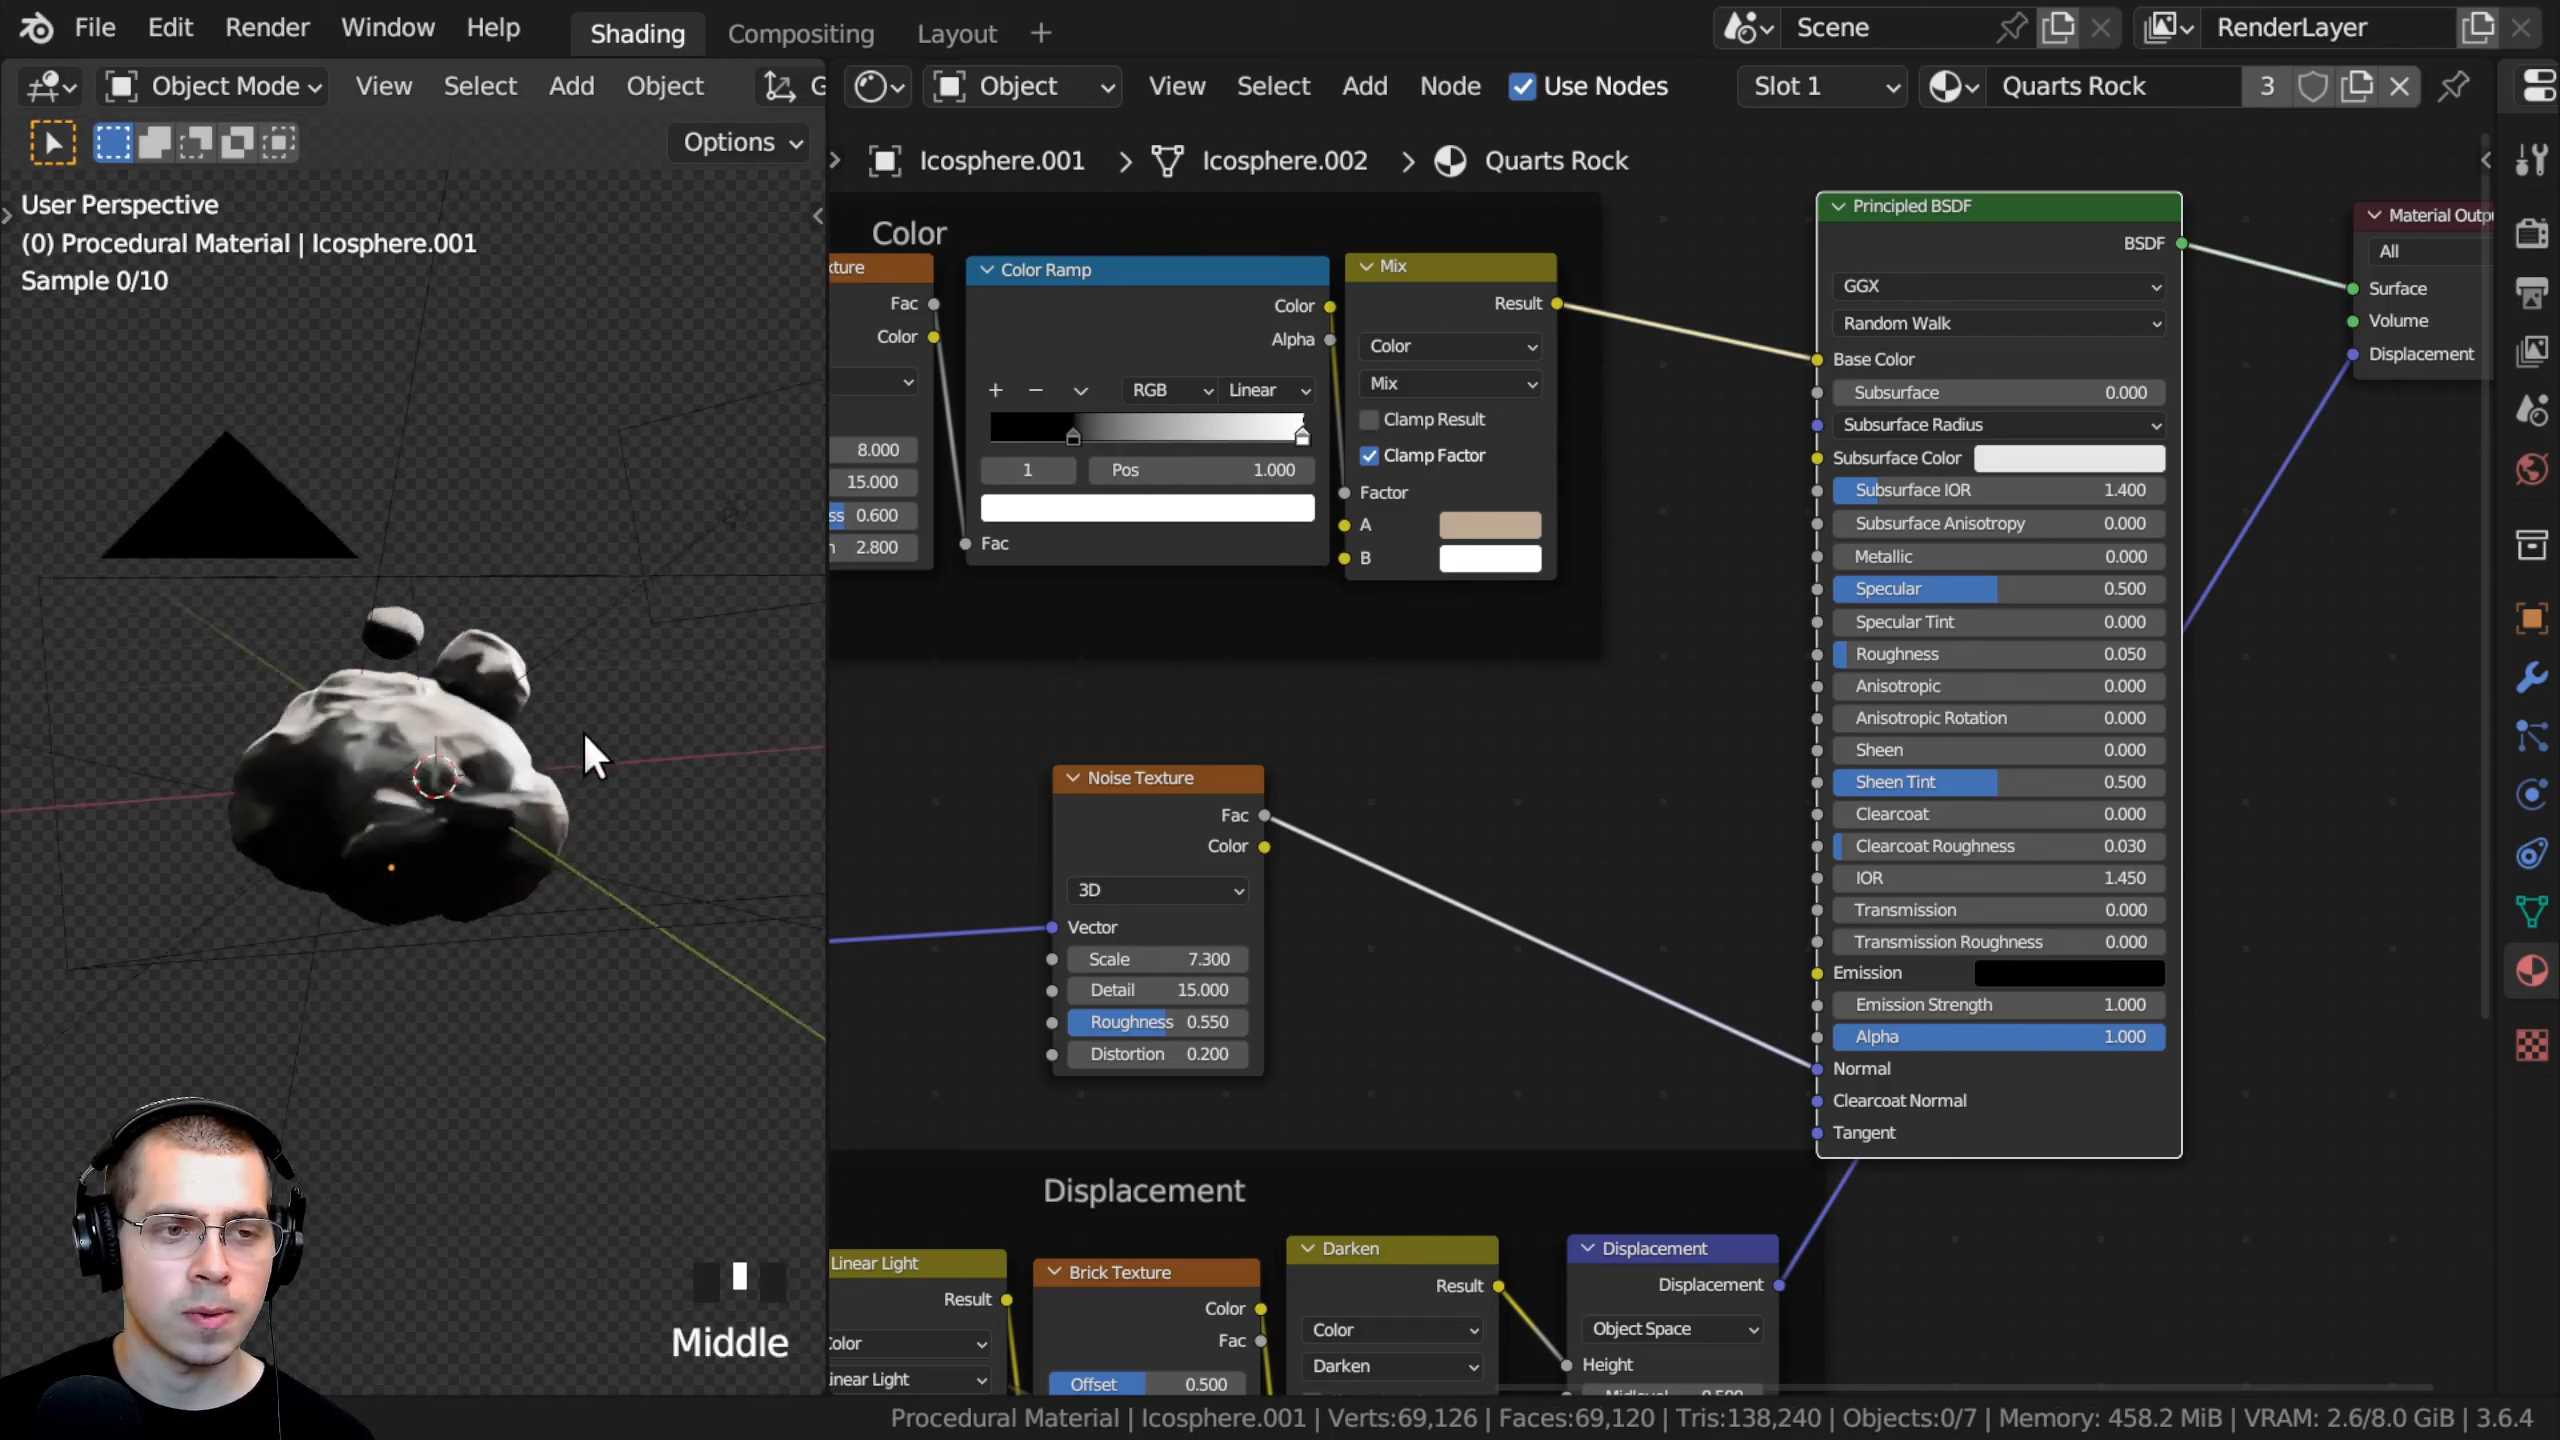 File Edit Render Window Help Shading Compositing Layout + Scene RenderLayer
Object Mode View Select Add Object G Object View Select Add Node Use Nodes Slot 1 Quarts Rock 3
Options
Icosphere.001 > Icosphere.002 > Quarts Rock
User Perspective
(0) Procedural Material | Icosphere.001
Sample 0/10
Color
xture
Fac
Color
8.000
15.000
ss 0.600
n 2.800
Color Ramp
Color
Alpha
+ − RGB Linear
1 Pos 1.000
Fac
Mix
Result
Color
Mix
Clamp Result
Clamp Factor
Factor
A
B
Principled BSDF
BSDF
GGX
Random Walk
Base Color
Subsurface 0.000
Subsurface Radius
Subsurface Color
Subsurface IOR 1.400
Subsurface Anisotropy 0.000
Metallic 0.000
Specular 0.500
Specular Tint 0.000
Roughness 0.050
Anisotropic 0.000
Anisotropic Rotation 0.000
Sheen 0.000
Sheen Tint 0.500
Clearcoat 0.000
Clearcoat Roughness 0.030
IOR 1.450
Transmission 0.000
Transmission Roughness 0.000
Emission
Emission Strength 1.000
Alpha 1.000
Normal
Clearcoat Normal
Tangent
Material Outp
All
Surface
Volume
Displacement
Noise Texture
Fac
Color
3D
Vector
Scale 7.300
Detail 15.000
Roughness 0.550
Distortion 0.200
Displacement
Linear Light
Result
Color
inear Light
Brick Texture
Color
Fac
Offset 0.500
Darken
Result
Color
Darken
Displacement
Displacement
Object Space
Height
Midlevel 0.500
Middle
Procedural Material | Icosphere.001 | Verts:69,126 | Faces:69,120 | Tris:138,240 | Objects:0/7 | Memory: 458.2 MiB | VRAM: 2.6/8.0 GiB | 3.6.4